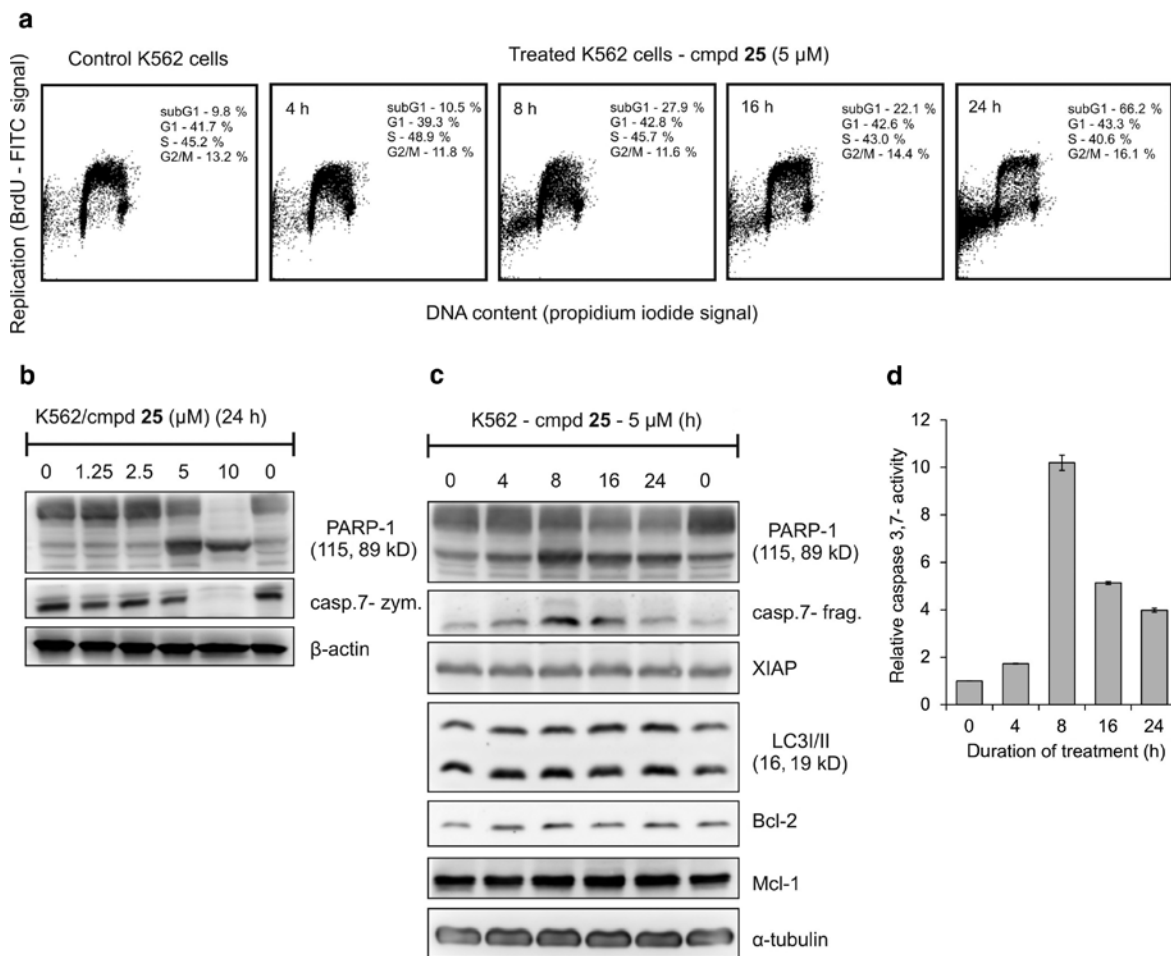 a
Control K562 cells
Treated K562 cells - cmpd 25 (5 µM)
Replication (BrdU - FITC signal)
subG1 - 9.8 %
G1 - 41.7 %
S - 45.2 %
G2/M - 13.2 %
4 h
subG1 - 10.5 %
G1 - 39.3 %
S - 48.9 %
G2/M - 11.8 %
8 h
subG1 - 27.9 %
G1 - 42.8 %
S - 45.7 %
G2/M - 11.6 %
16 h
subG1 - 22.1 %
G1 - 42.6 %
S - 43.0 %
G2/M - 14.4 %
24 h
subG1 - 66.2 %
G1 - 43.3 %
S - 40.6 %
G2/M - 16.1 %
DNA content (propidium iodide signal)
b
K562/cmpd 25 (µM) (24 h)
0 1.25 2.5 5 10 0
PARP-1
(115, 89 kD)
casp.7- zym.
β-actin
c
K562 - cmpd 25 - 5 µM (h)
0 4 8 16 24 0
PARP-1
(115, 89 kD)
casp.7- frag.
XIAP
LC3I/II
(16, 19 kD)
Bcl-2
Mcl-1
α-tubulin
d
Relative caspase 3,7- activity
12
10
8
6
4
2
0
0 4 8 16 24
Duration of treatment (h)